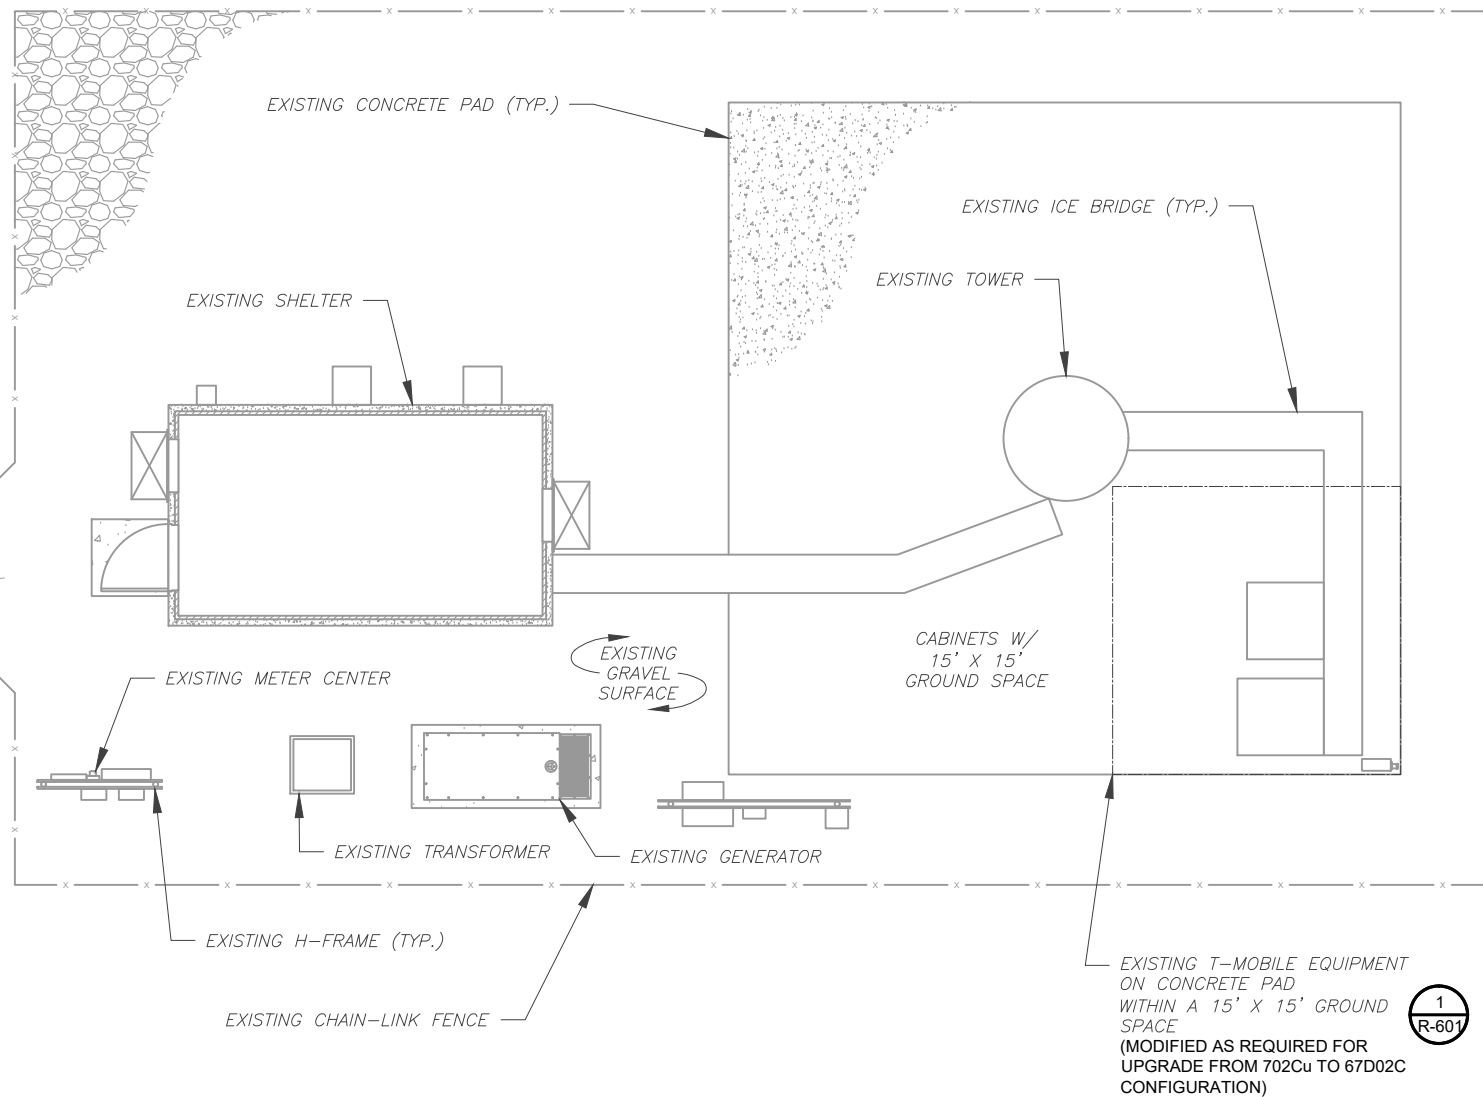 EXISTING CONCRETE PAD (TYP.)
EXISTING ICE BRIDGE (TYP.)
EXISTING TOWER
EXISTING SHELTER
CABINETS W/
15' X 15'
GROUND SPACE
EXISTING
GRAVEL
SURFACE
EXISTING METER CENTER
EXISTING TRANSFORMER
EXISTING GENERATOR
EXISTING H-FRAME (TYP.)
EXISTING CHAIN-LINK FENCE
EXISTING T-MOBILE EQUIPMENT
ON CONCRETE PAD
WITHIN A 15' X 15' GROUND
SPACE
(MODIFIED AS REQUIRED FOR
UPGRADE FROM 702Cu TO 67D02C
CONFIGURATION)
1
R-601